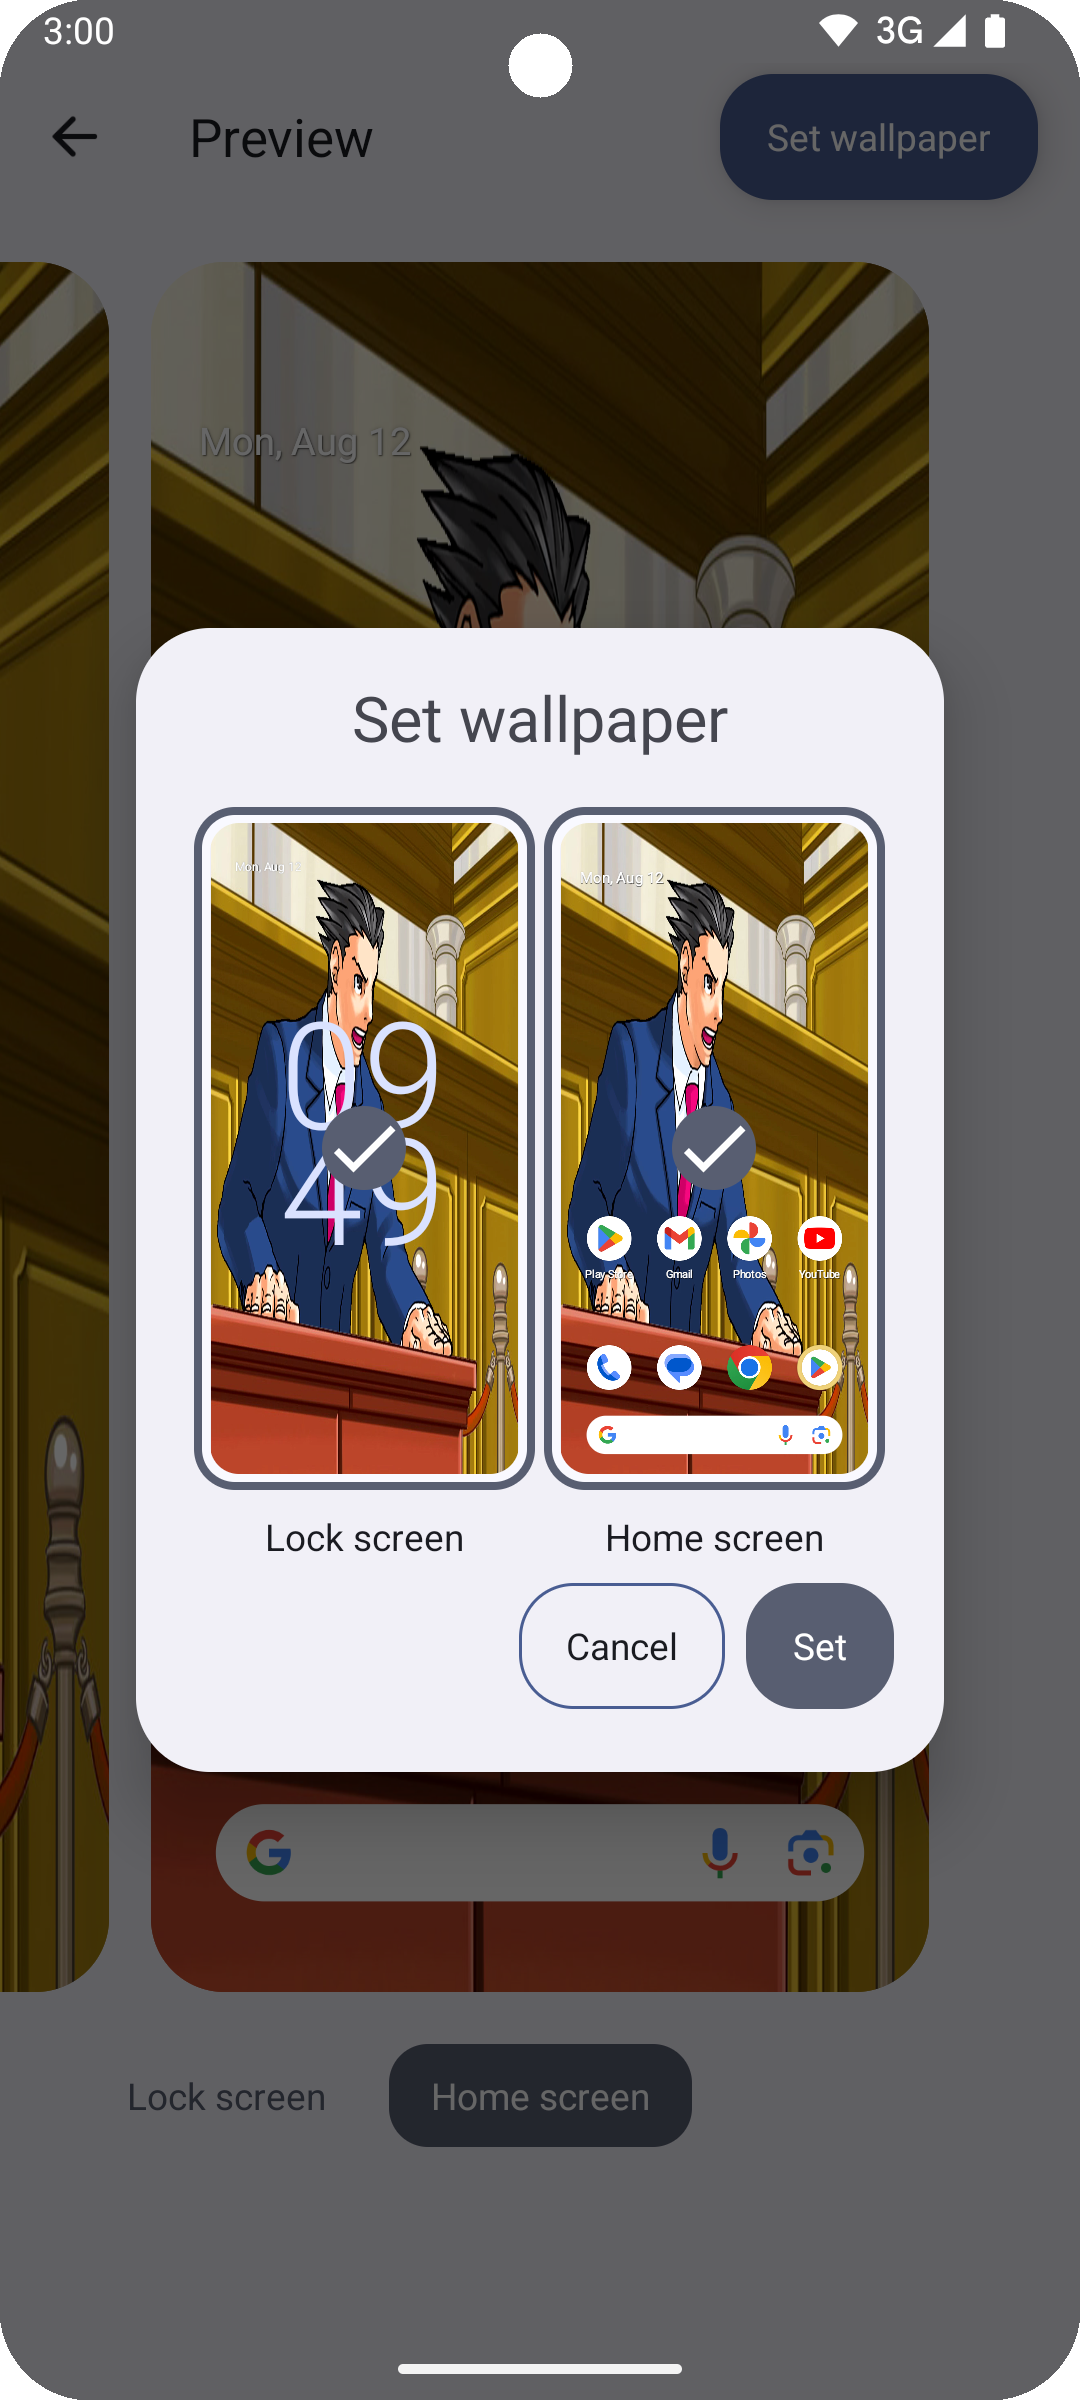 3:00
3G
Preview
Set wallpaper
Mon, Aug 12
Set wallpaper
Mon, Aug 1
Mon, Aug 12
09
49
Play Store
Gmail
Photos
YouTube
Lock screen
Home screen
Cancel
Set
Lock screen
Home screen